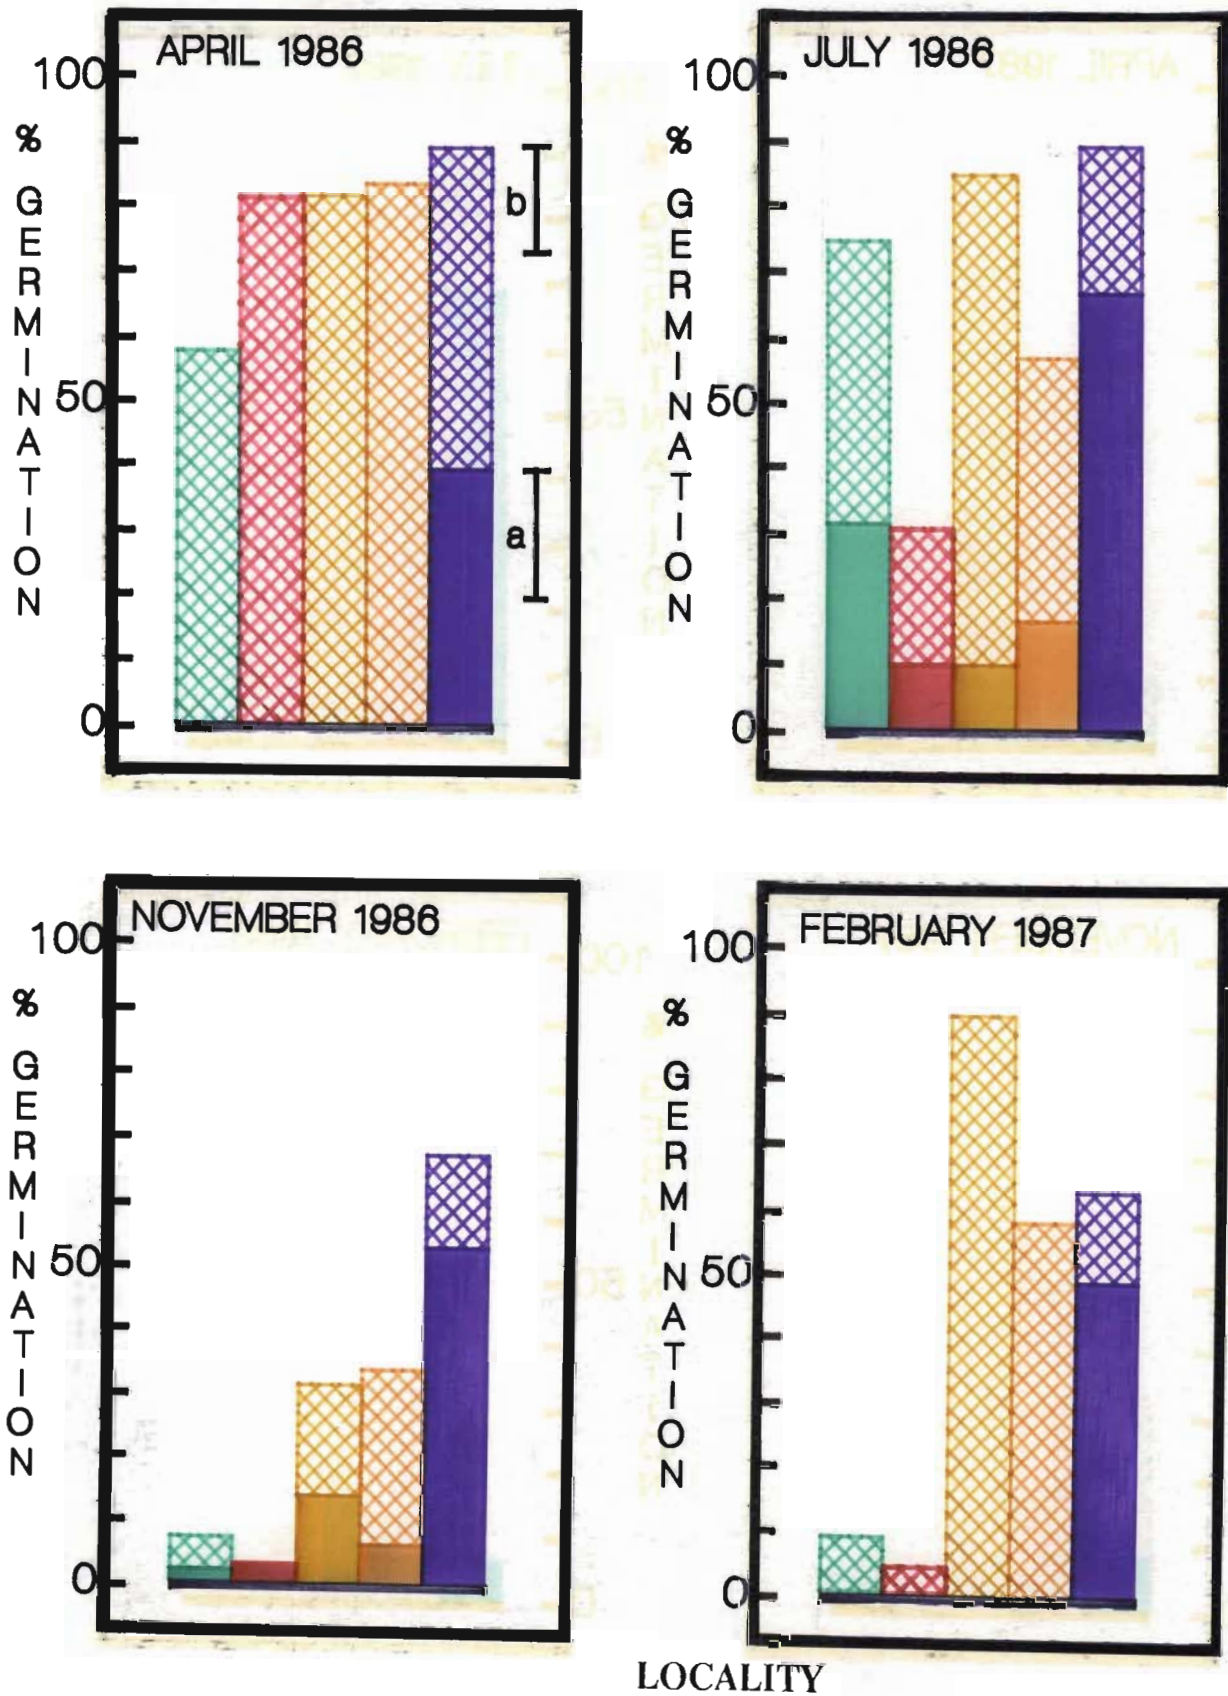 APRIL 1986
100
50
0
% GERMINATION
b
a
JULY 1986
100
50
0
% GERMINATION
NOVEMBER 1986
100
50
0
% GERMINATION
FEBRUARY 1987
100
50
0
% GERMINATION
LOCALITY